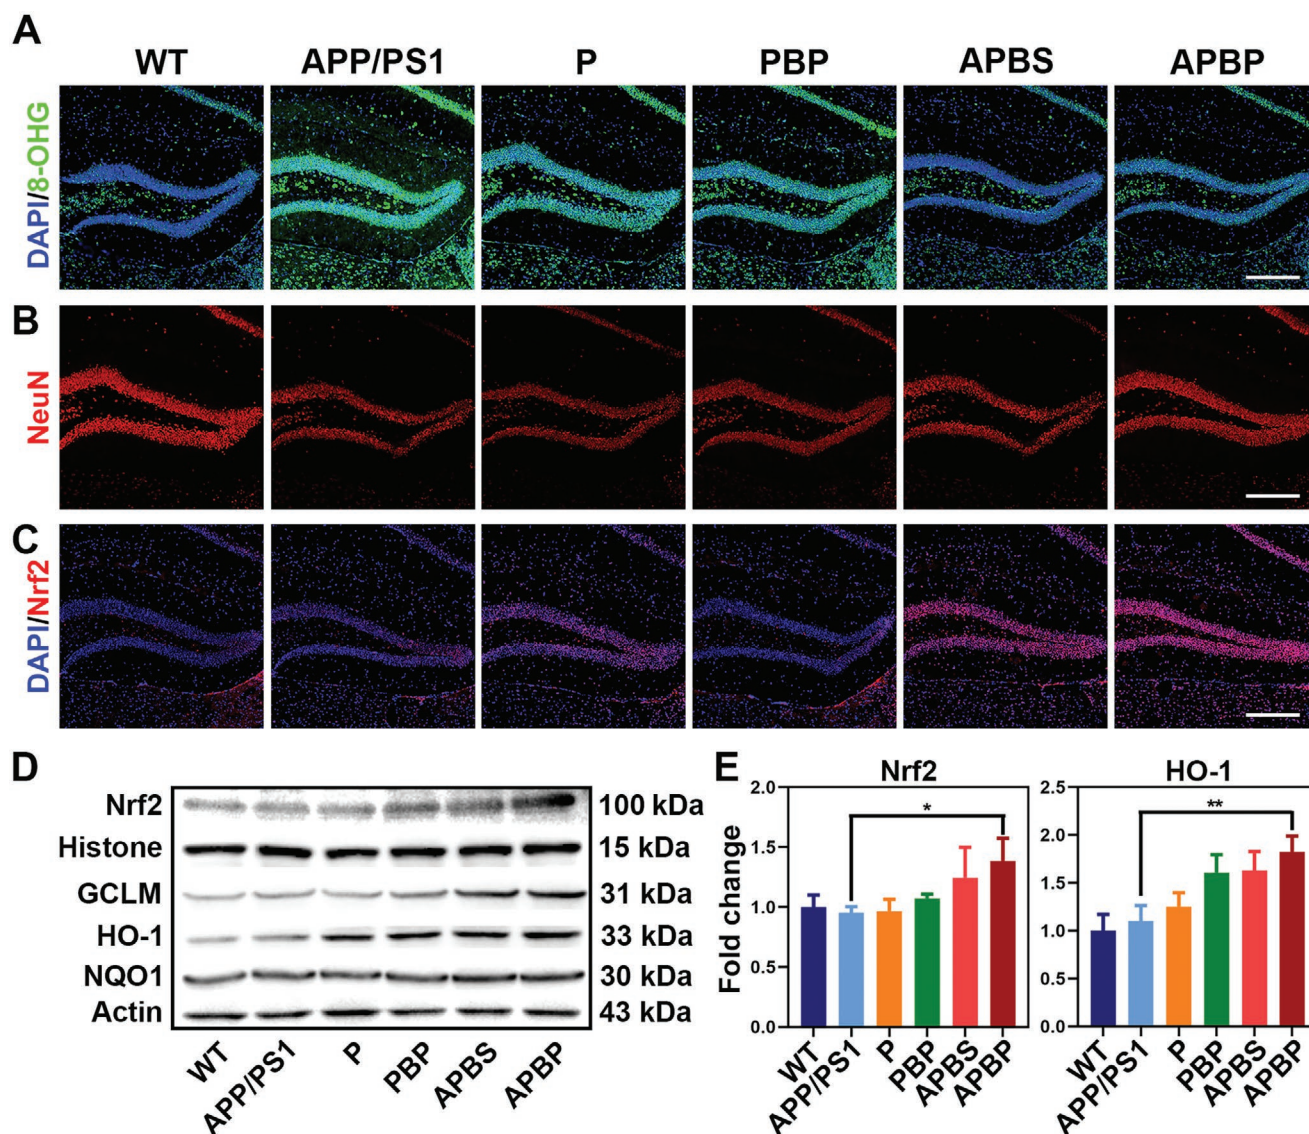 A
WT APP/PS1 P PBP APBS APBP
DAPI/8-OHG
B
NeuN
C
DAPI/Nrf2
D
Nrf2 100 kDa
Histone 15 kDa
GCLM 31 kDa
HO-1 33 kDa
NQO1 30 kDa
Actin 43 kDa
WT APP/PS1 P PBP APBS APBP
E
Nrf2
Fold change
2.0
1.5
1.0
0.5
0.0
*
WT APP/PS1 P PBP APBS APBP
HO-1
2.5
2.0
1.5
1.0
0.5
0.0
**
WT APP/PS1 P PBP APBS APBP